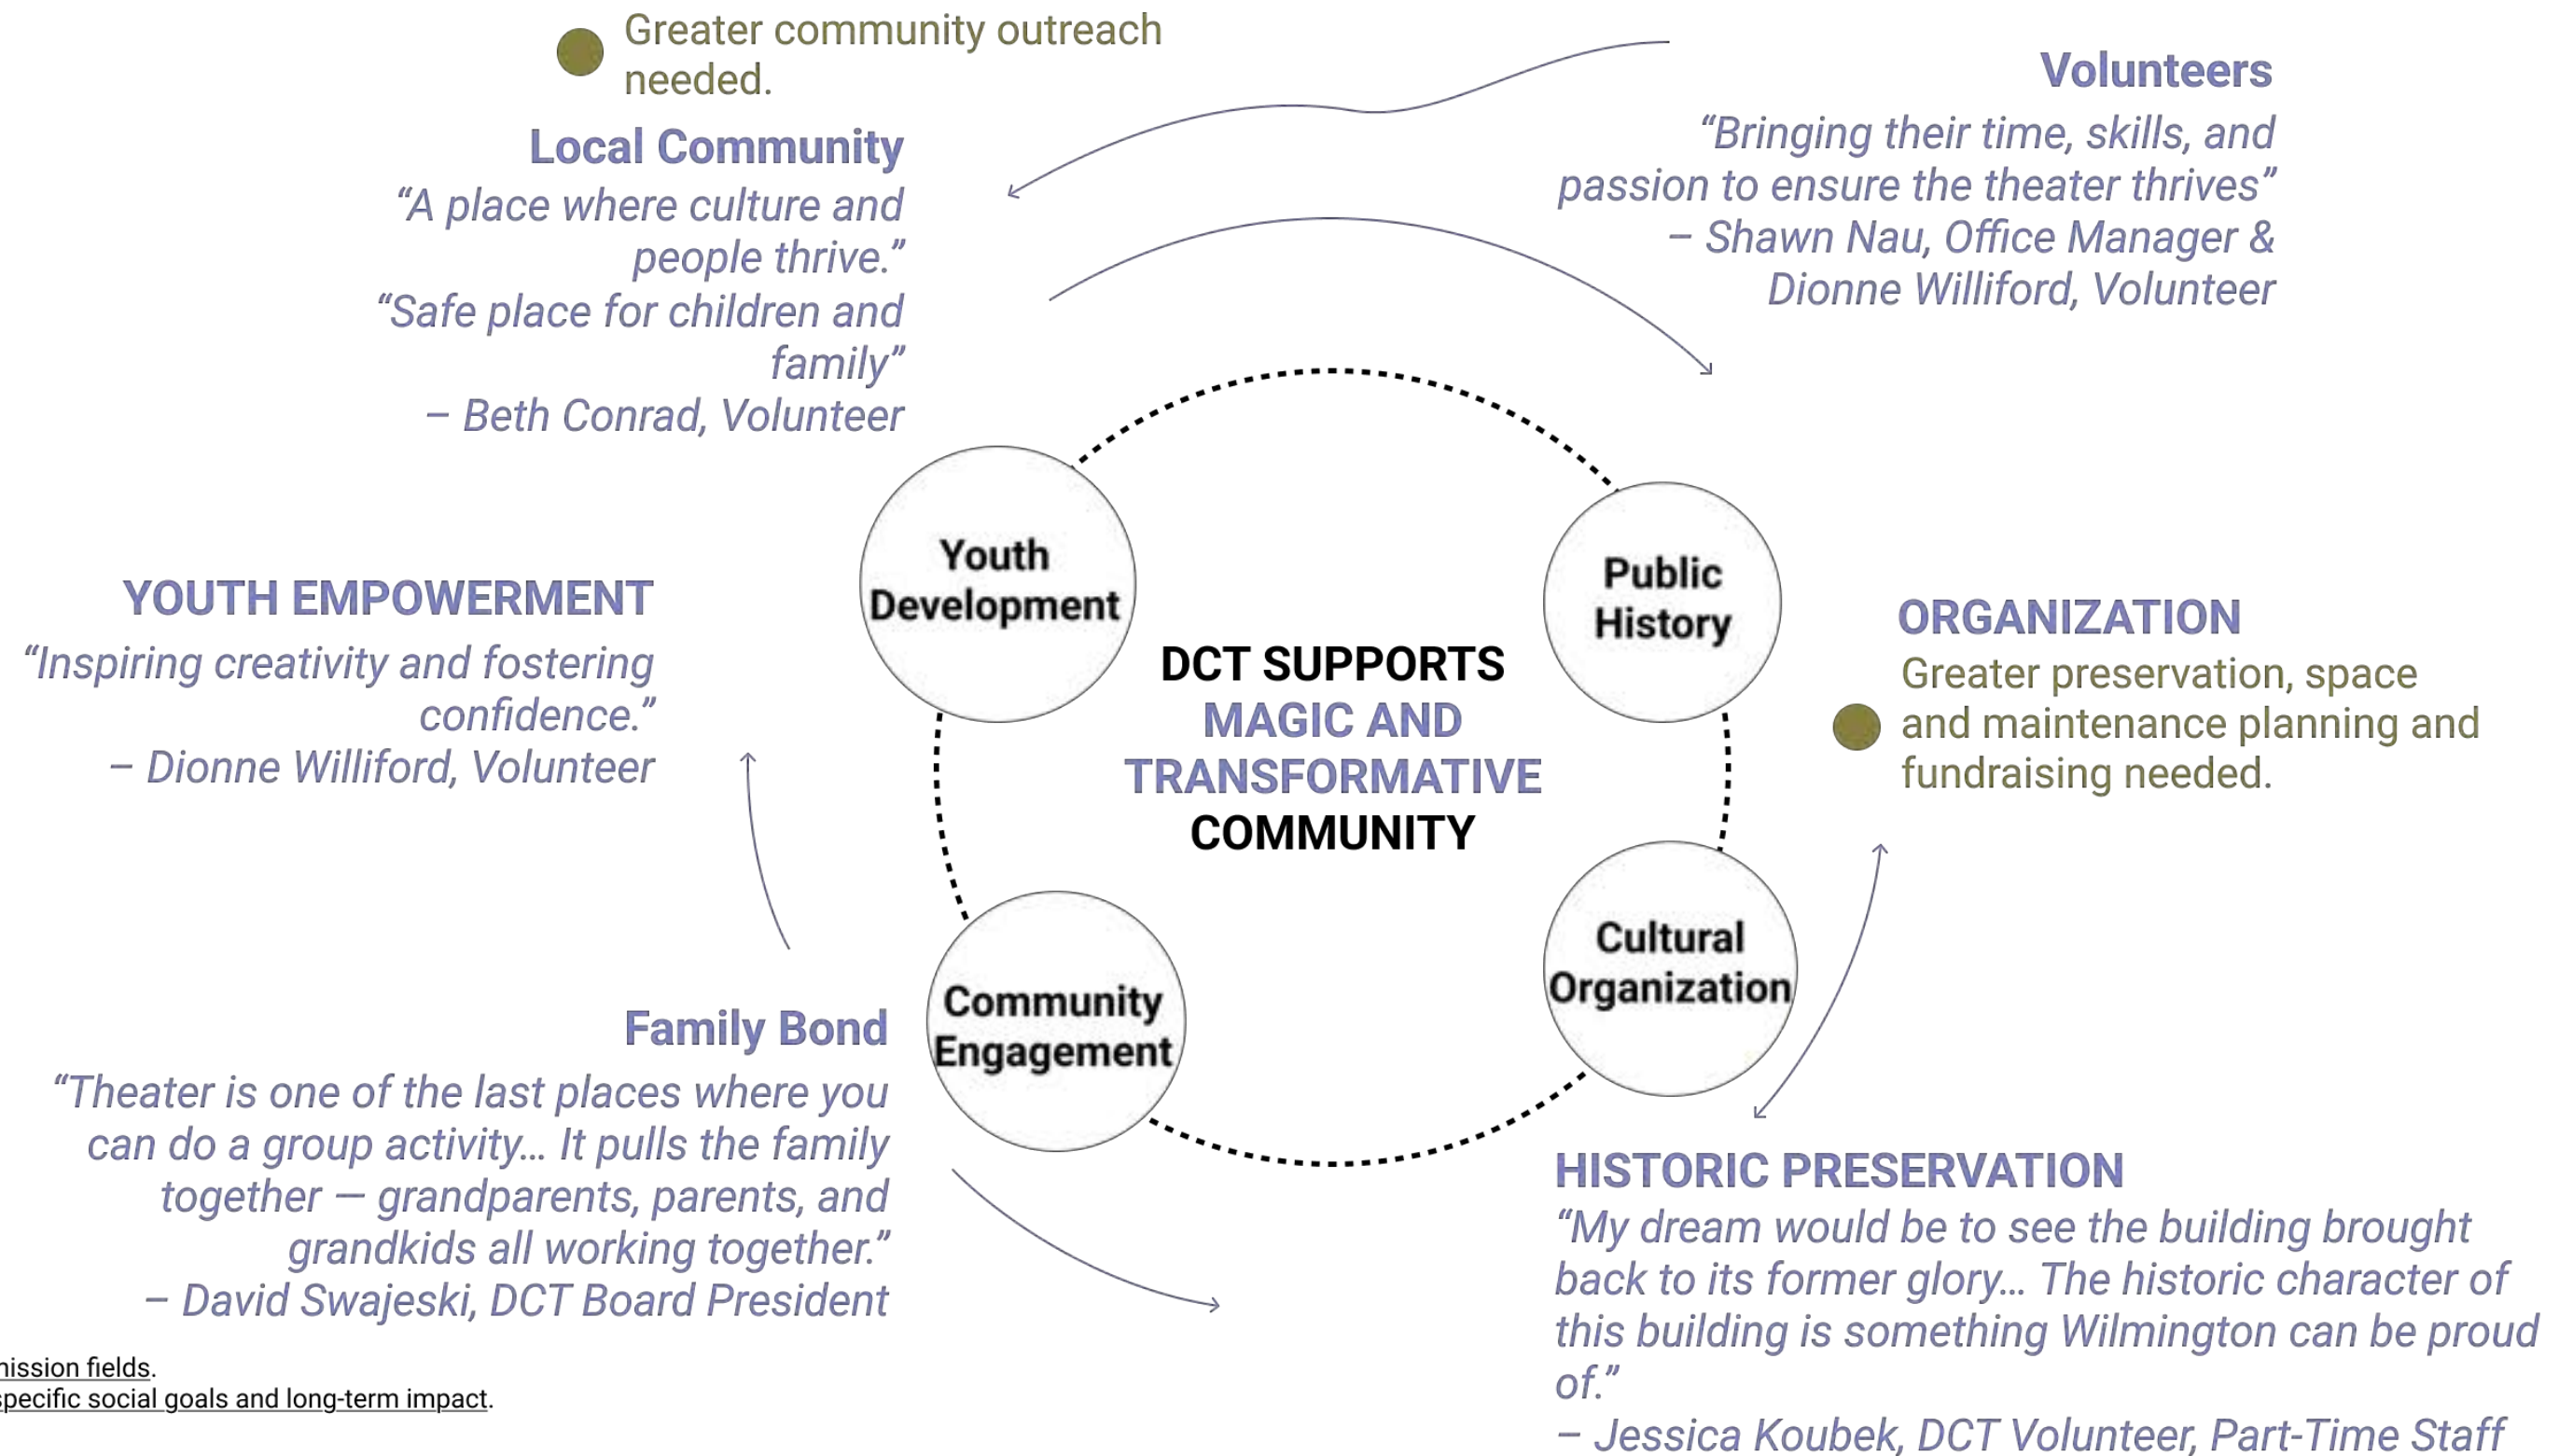 Greater community outreach
needed.
Local Community
“A place where culture and
people thrive.”
“Safe place for children and
family”
– Beth Conrad, Volunteer
Volunteers
“Bringing their time, skills, and
passion to ensure the theater thrives”
– Shawn Nau, Office Manager &
Dionne Williford, Volunteer
YOUTH EMPOWERMENT
“Inspiring creativity and fostering
confidence.”
– Dionne Williford, Volunteer
Youth
Development
Public
History
DCT SUPPORTS
MAGIC AND
TRANSFORMATIVE
COMMUNITY
ORGANIZATION
Greater preservation, space
and maintenance planning and
fundraising needed.
Community
Engagement
Cultural
Organization
Family Bond
“Theater is one of the last places where you
can do a group activity... It pulls the family
together — grandparents, parents, and
grandkids all working together.”
– David Swajeski, DCT Board President
HISTORIC PRESERVATION
“My dream would be to see the building brought
back to its former glory... The historic character of
this building is something Wilmington can be proud
of.”
– Jessica Koubek, DCT Volunteer, Part-Time Staff
fields.
specific social goals and long-term impact.